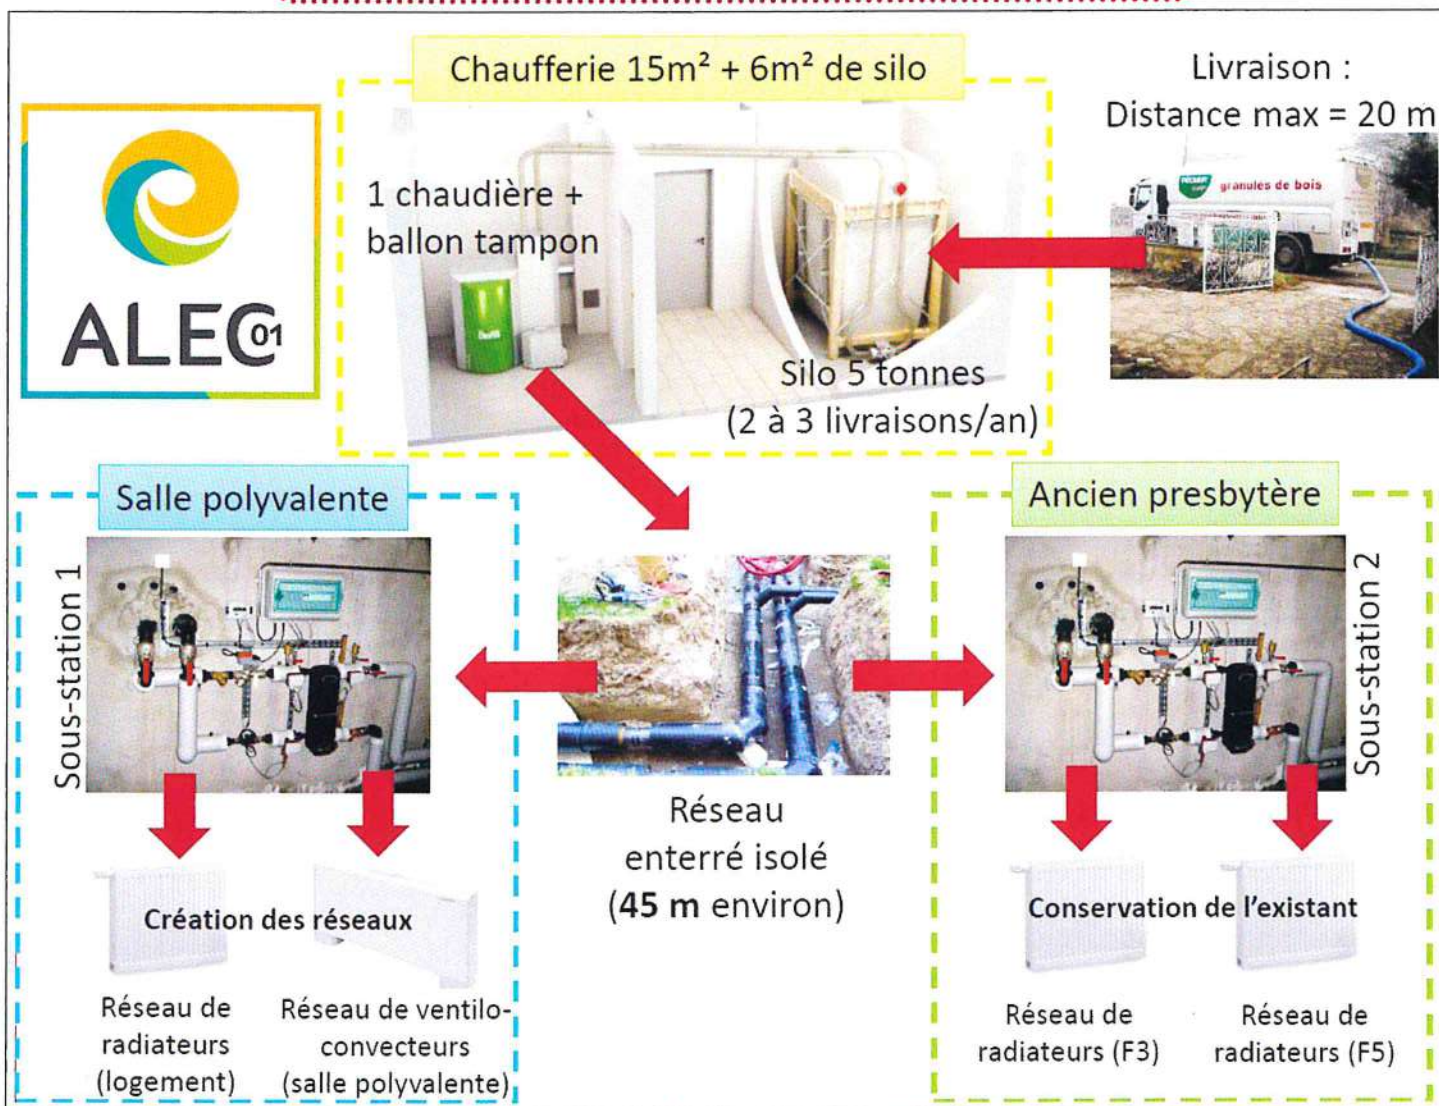 Chaufferie 15m² + 6m² de silo
Livraison :
Distance max = 20 m
ALEC 01
1 chaudière +
ballon tampon
granulés de bois
Silo 5 tonnes
(2 à 3 livraisons/an)
Salle polyvalente
Ancien presbytère
Sous-station 1
Sous-station 2
Réseau
enterré isolé
(45 m environ)
Création des réseaux
Conservation de l'existant
Réseau de
radiateurs
(logement)
Réseau de ventilo-
convecteurs
(salle polyvalente)
Réseau de
radiateurs (F3)
Réseau de
radiateurs (F5)